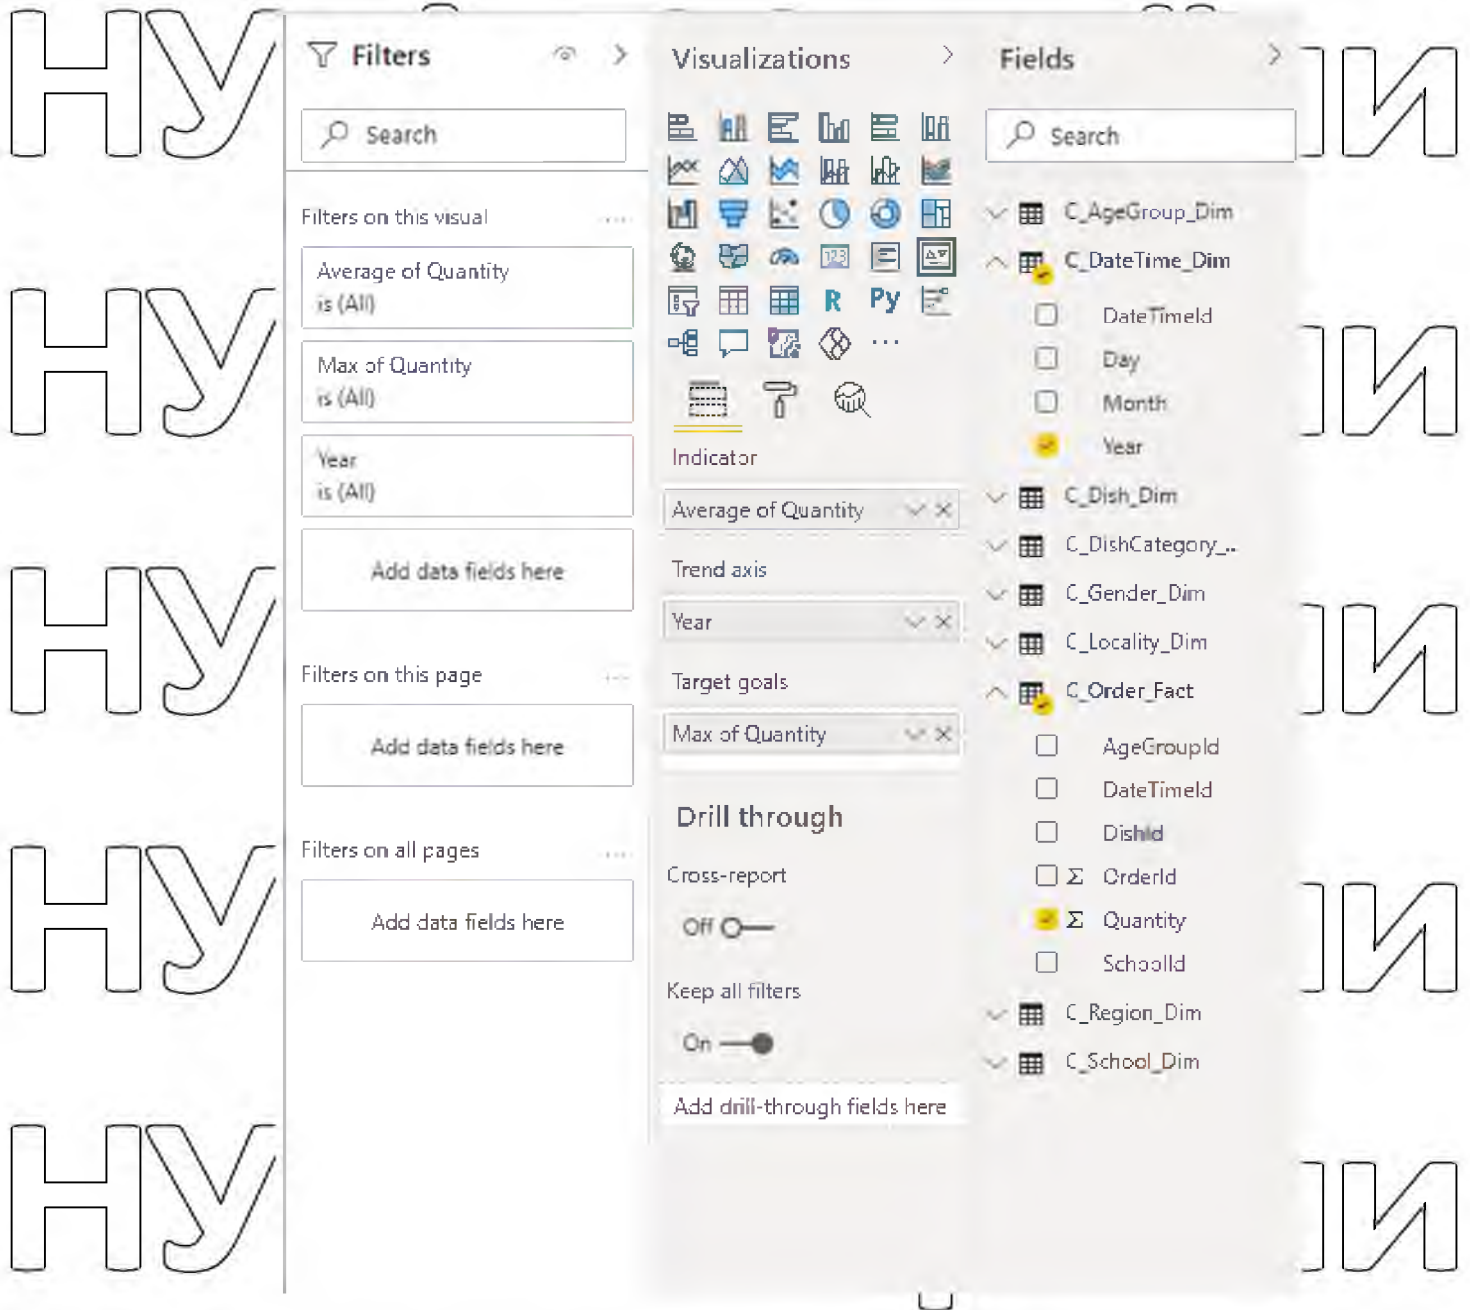 Filters
Search
Filters on this visual
Average of Quantity
is (All)
Max of Quantity
is (All)
Year
is (All)
Add data fields here
Filters on this page
Add data fields here
Filters on all pages
Add data fields here
Visualizations
123
R
Py
Indicator
Average of Quantity
Trend axis
Year
Target goals
Max of Quantity
Drill through
Cross-report
Off
Keep all filters
On
Add drill-through fields here
Fields
Search
C_AgeGroup_Dim
C_DateTime_Dim
DateTimeId
Day
Month
Year
C_Dish_Dim
C_DishCategory_...
C_Gender_Dim
C_Locality_Dim
C_Order_Fact
AgeGroupId
DateTimeId
DishId
Σ OrderId
Σ Quantity
SchoolId
C_Region_Dim
C_School_Dim
НУ
НУ
НУ
НУ
НУ